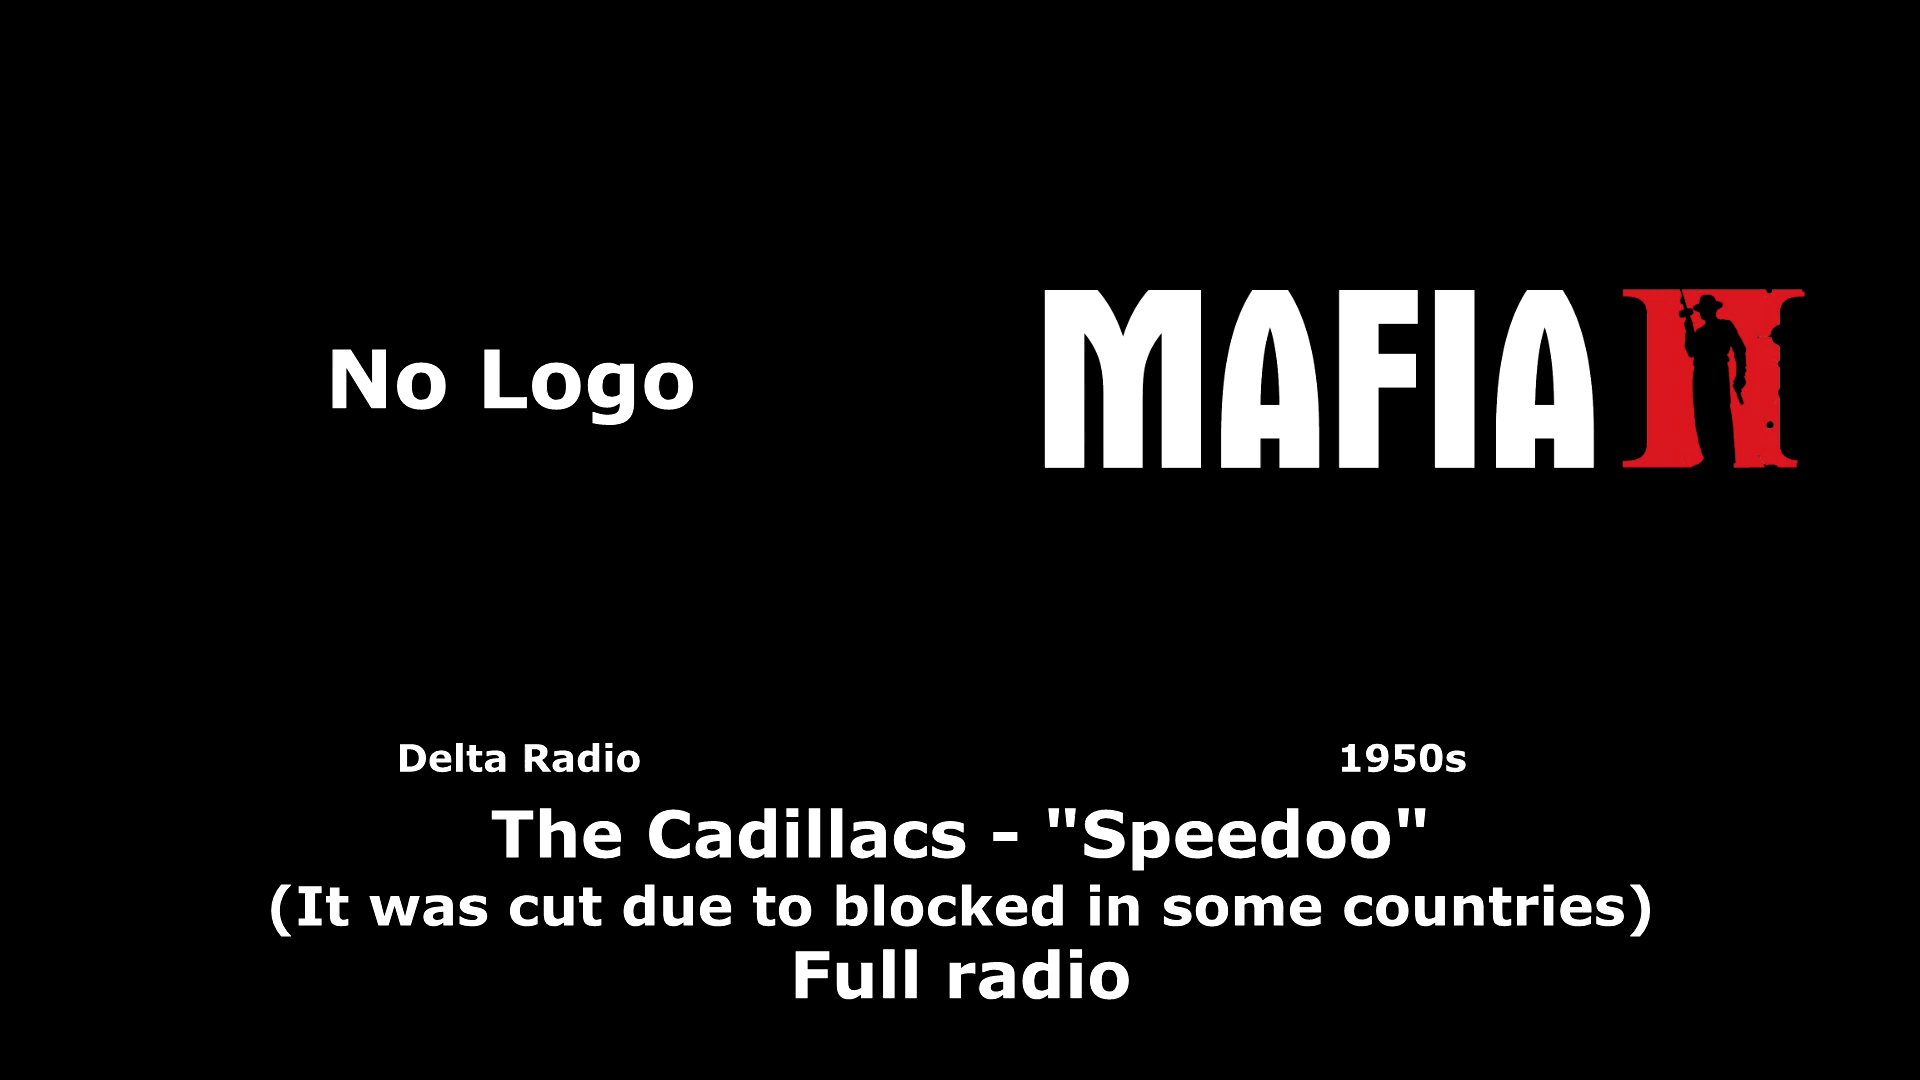 No Logo
MAFIA II
Delta Radio
1950s
The Cadillacs - "Speedoo"
(It was cut due to blocked in some countries)
Full radio